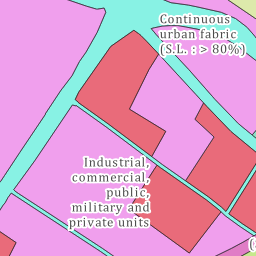 Continuous
urban fabric
(S.L. : > 80%)
Industrial,
commercial,
public,
military and
private units